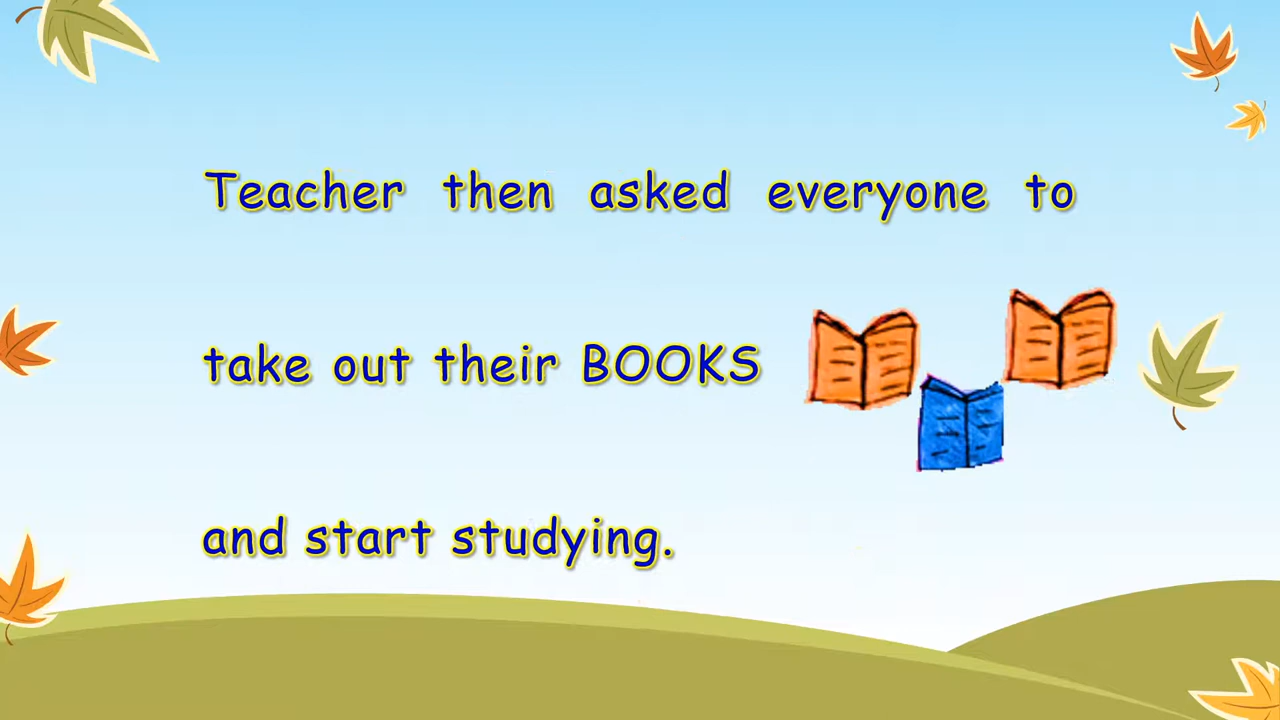 Teacher then asked everyone to
take out their BOOKS
and start studying.